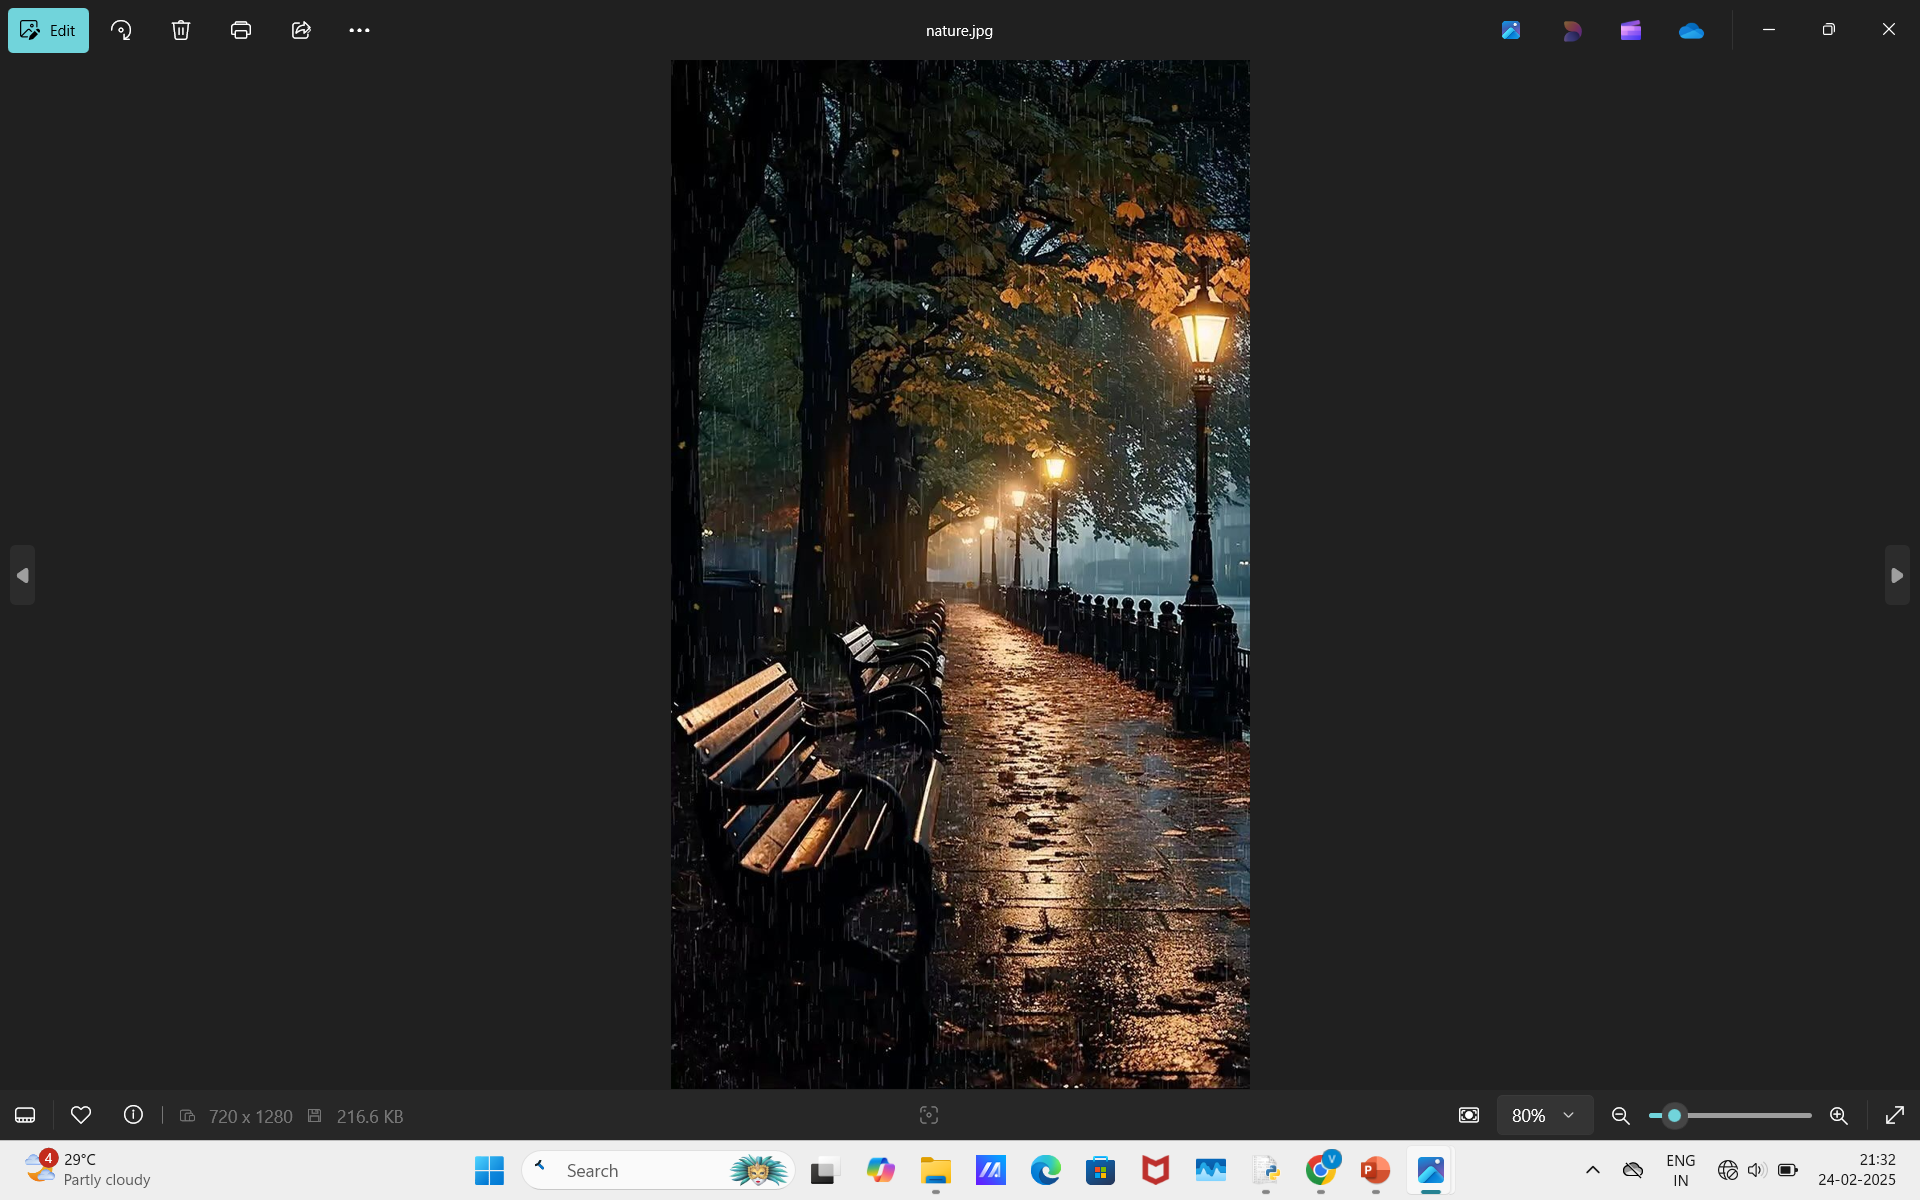 Edit
nature.jpg
720 x 1280
216.6 KB
80%
4
29°C
Partly cloudy
Search
V
P
ENG
IN
21:32
24-02-2025